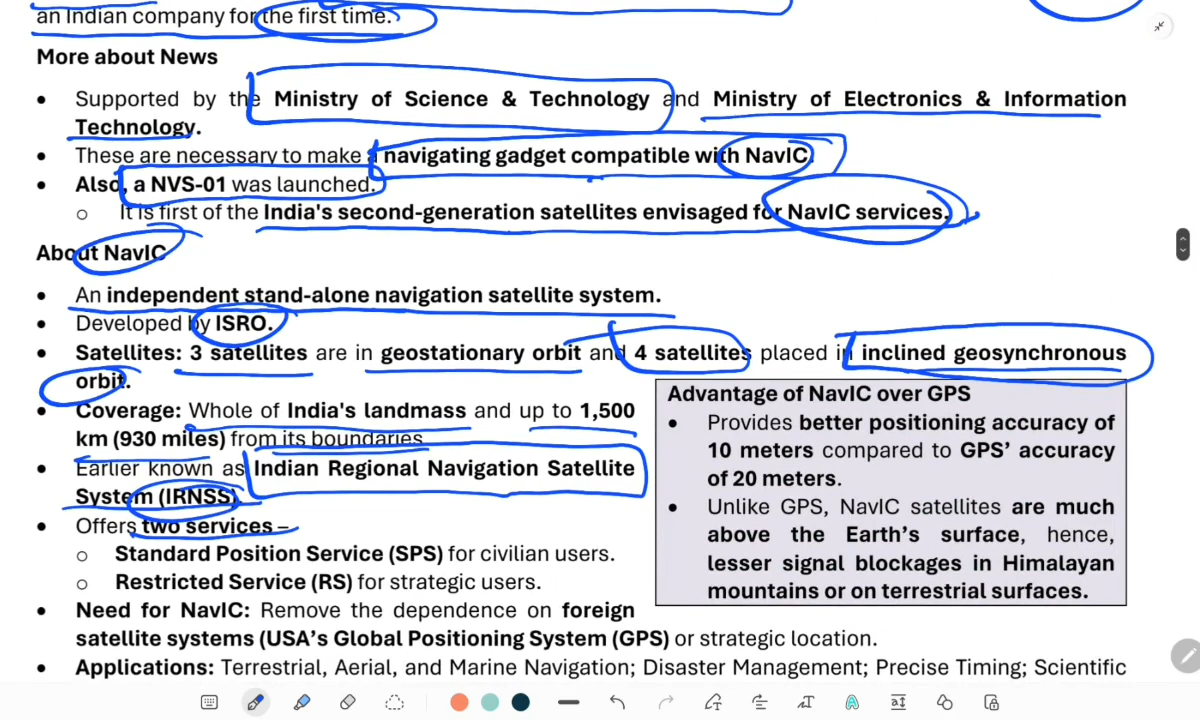 an Indian company for the first time.
More about News
• Supported by the Ministry of Science & Technology and Ministry of Electronics & Information
Technology.
• These are necessary to make a navigating gadget compatible with NavIC.
• Also, a NVS-01 was launched.
o It is first of the India's second-generation satellites envisaged for NavIC services.
About NavIC
• An independent stand-alone navigation satellite system.
• Developed by ISRO.
• Satellites: 3 satellites are in geostationary orbit and 4 satellites placed in inclined geosynchronous
orbit.
• Coverage: Whole of India's landmass and up to 1,500
km (930 miles) from its boundaries
• Earlier known as Indian Regional Navigation Satellite
System (IRNSS).
• Offers two services –
o Standard Position Service (SPS) for civilian users.
o Restricted Service (RS) for strategic users.
Advantage of NavIC over GPS
• Provides better positioning accuracy of
10 meters compared to GPS’ accuracy
of 20 meters.
• Unlike GPS, NavIC satellites are much
above the Earth’s surface, hence,
lesser signal blockages in Himalayan
mountains or on terrestrial surfaces.
• Need for NavIC: Remove the dependence on foreign
satellite systems (USA’s Global Positioning System (GPS) or strategic location.
• Applications: Terrestrial, Aerial, and Marine Navigation; Disaster Management; Precise Timing; Scientific